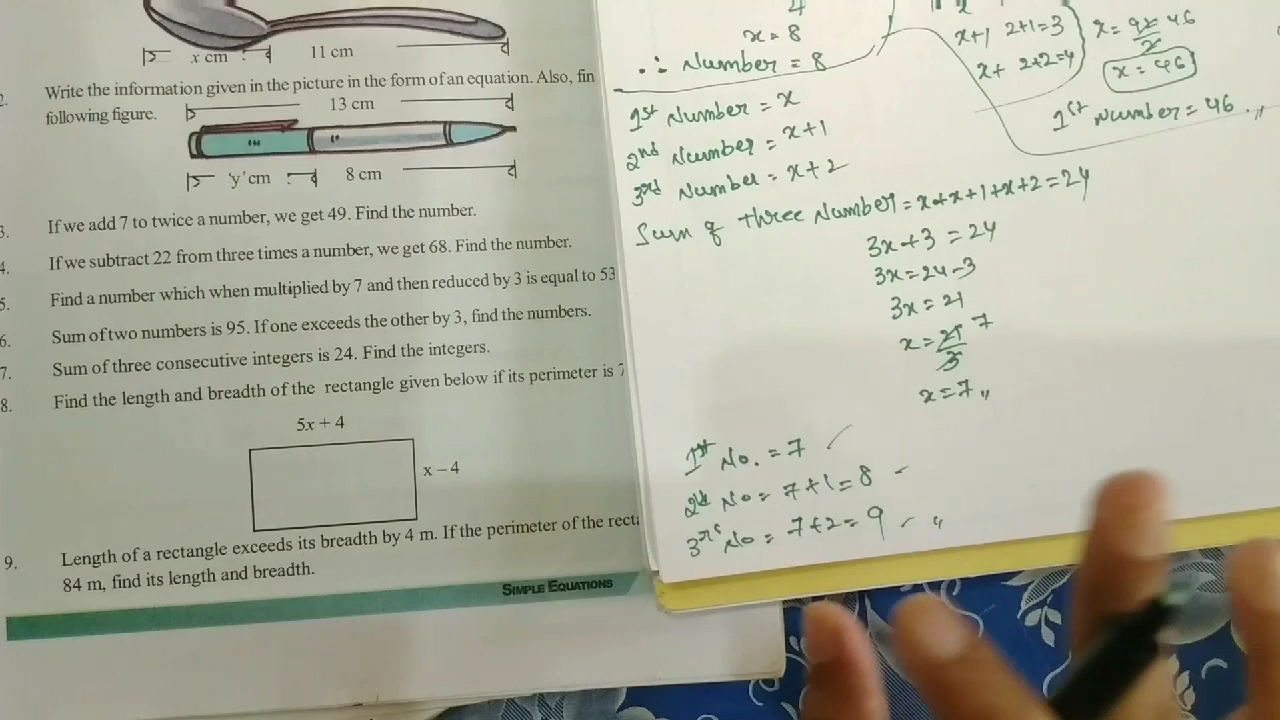 x cm
11 cm
2.
Write the information given in the picture in the form of an equation. Also, fin
following figure.
13 cm
'y' cm
8 cm
3.
If we add 7 to twice a number, we get 49. Find the number.
4.
If we subtract 22 from three times a number, we get 68. Find the number.
5.
Find a number which when multiplied by 7 and then reduced by 3 is equal to 53
6.
Sum of two numbers is 95. If one exceeds the other by 3, find the numbers.
7.
Sum of three consecutive integers is 24. Find the integers.
8.
Find the length and breadth of the rectangle given below if its perimeter is 7
5x + 4
x – 4
9.
Length of a rectangle exceeds its breadth by 4 m. If the perimeter of the recta
84 m, find its length and breadth.
SIMPLE EQUATIONS
4
x = 8
∴ Number = 8
x+1 2+1=3
x+ 2+2=4
x = 46
1st Number = 46
1st Number = x
2nd Number = x+1
3rd Number = x+2
Sum of three Number = x+x+1+x+2=24
3x+3 = 24
3x=24-3
3x = 21
x = 21/3 7
x=7,,
1st No. = 7
2nd No = 7+1=8
3rd No = 7+2=9